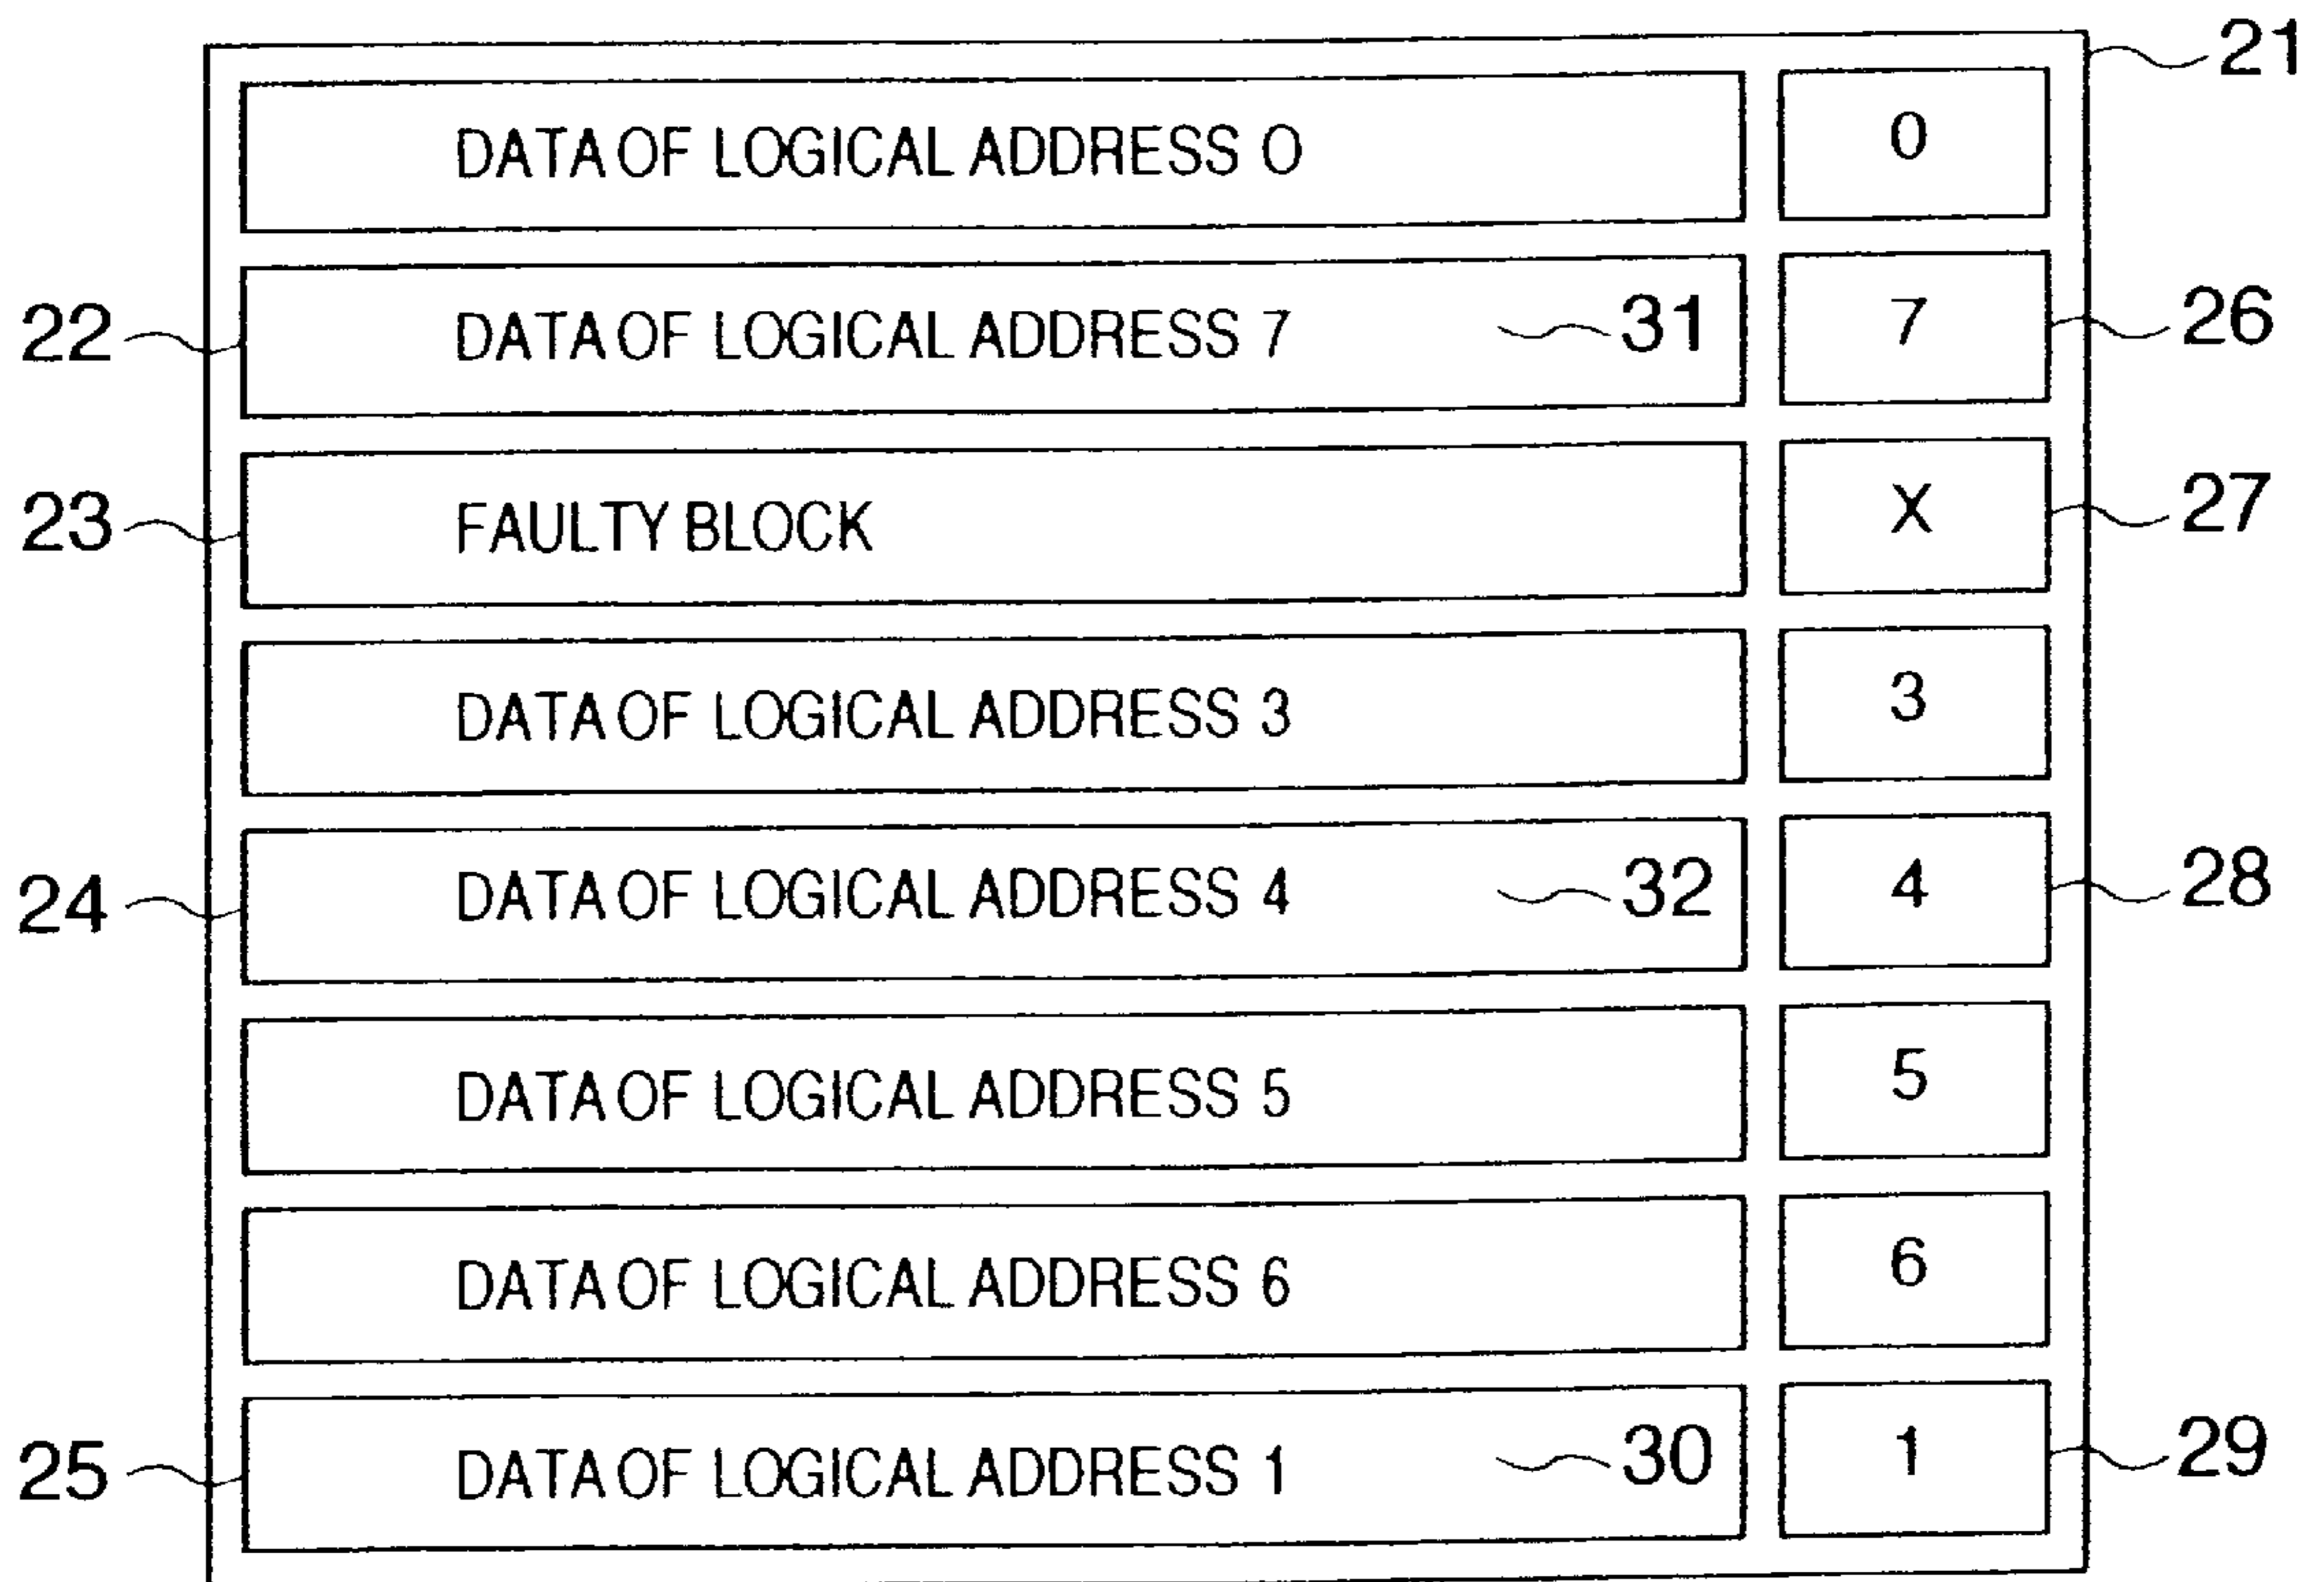 21
DATA OF LOGICAL ADDRESS 0 0
22 DATA OF LOGICAL ADDRESS 7 31 7 26
23 FAULTY BLOCK X 27
DATA OF LOGICAL ADDRESS 3 3
24 DATA OF LOGICAL ADDRESS 4 32 4 28
DATA OF LOGICAL ADDRESS 5 5
DATA OF LOGICAL ADDRESS 6 6
25 DATA OF LOGICAL ADDRESS 1 30 1 29